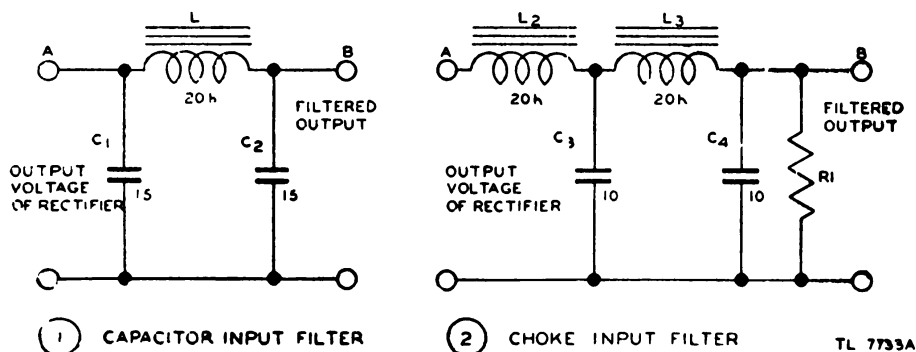 L
A
B
20h
C1
C2
15
15
OUTPUT
VOLTAGE
OF RECTIFIER
FILTERED
OUTPUT
1 CAPACITOR INPUT FILTER
L2
L3
A
B
20h
20h
C3
C4
10
10
R1
OUTPUT
VOLTAGE
OF RECTIFIER
FILTERED
OUTPUT
2 CHOKE INPUT FILTER
TL 7733A